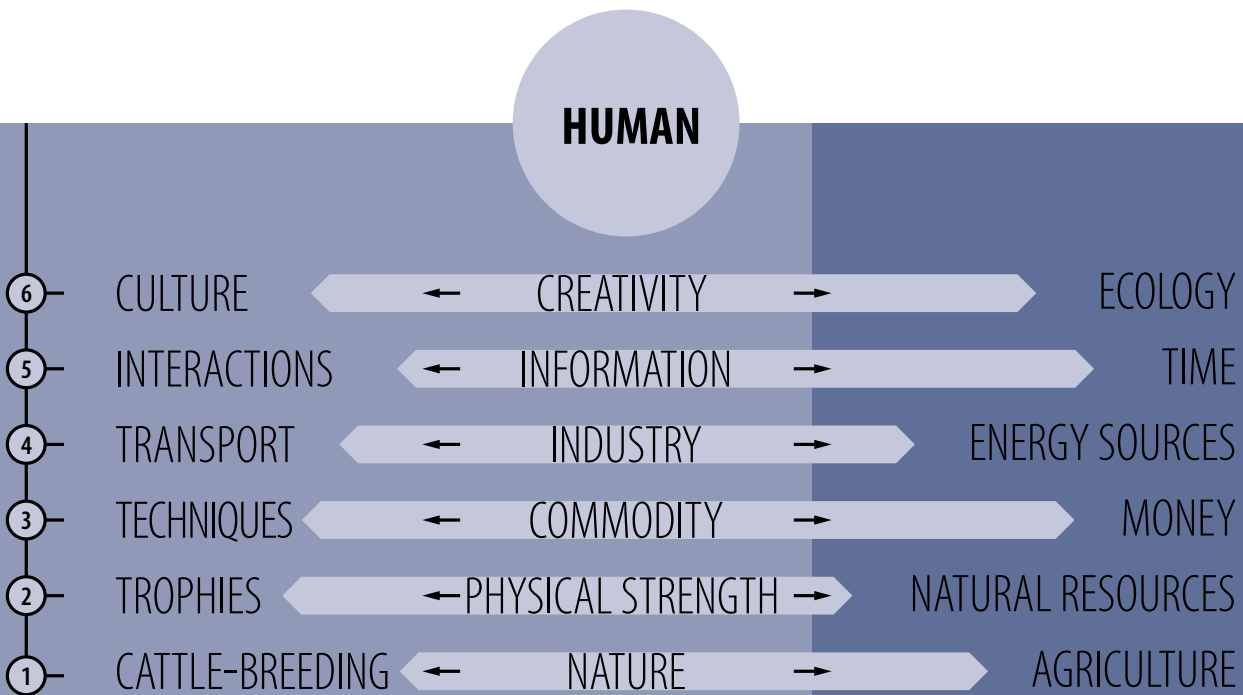 HUMAN
6 CULTURE CREATIVITY ECOLOGY
5 INTERACTIONS INFORMATION TIME
4 TRANSPORT INDUSTRY ENERGY SOURCES
3 TECHNIQUES COMMODITY MONEY
2 TROPHIES PHYSICAL STRENGTH NATURAL RESOURCES
1 CATTLE-BREEDING NATURE AGRICULTURE